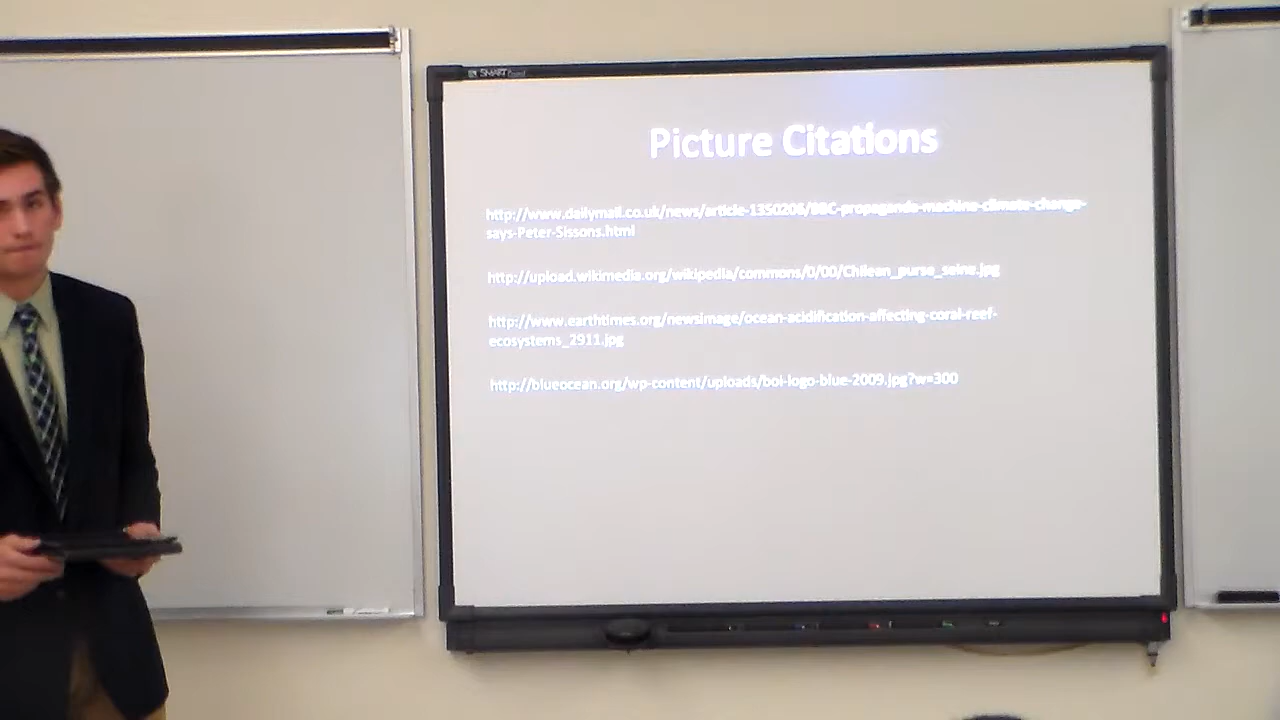 SMART Board
Picture Citations
http://www.dailymail.co.uk/news/article-1350206/BBC-propaganda-machine-climate-change-
says-Peter-Sissons.html
http://upload.wikimedia.org/wikipedia/commons/0/00/Chilean_purse_seine.jpg
http://www.earthtimes.org/newsimage/ocean-acidification-affecting-coral-reef-
ecosystems_2911.jpg
http://blueocean.org/wp-content/uploads/boi-logo-blue-2009.jpg?w=300